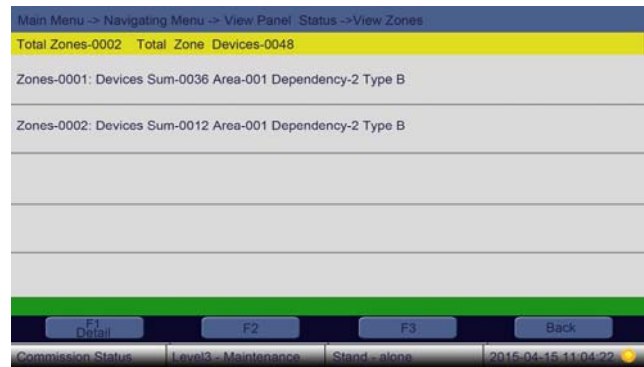 Main Menu -> Navigating Menu -> View Panel Status ->View Zones
Total Zones-0002 Total Zone Devices-0048
Zones-0001: Devices Sum-0036 Area-001 Dependency-2 Type B
Zones-0002: Devices Sum-0012 Area-001 Dependency-2 Type B
F1 F2 F3 Back
Detail
Commission Status Level3 - Maintenance Stand - alone 2015-04-15 11:04:22